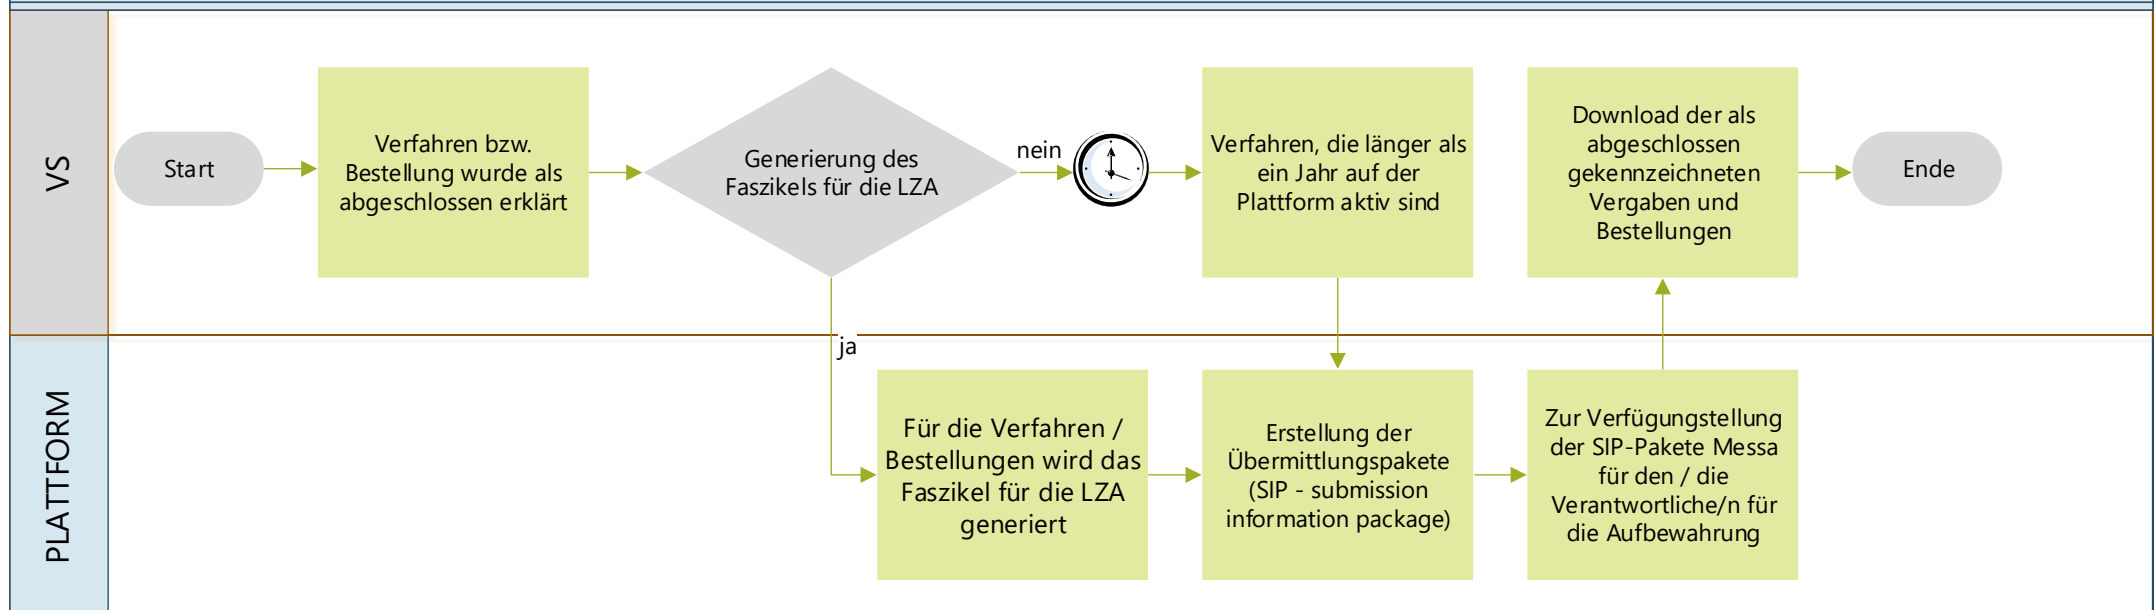 VS
Start
Verfahren bzw.
Bestellung wurde als
abgeschlossen erklärt
Generierung des
Faszikels für die LZA
nein
Verfahren, die länger als
ein Jahr auf der
Plattform aktiv sind
Download der als
abgeschlossen
gekennzeichneten
Vergaben und
Bestellungen
Ende
ja
PLATTFORM
Für die Verfahren /
Bestellungen wird das
Faszikel für die LZA
generiert
Erstellung der
Übermittlungspakete
(SIP - submission
information package)
Zur Verfügungstellung
der SIP-Pakete Messa
für den / die
Verantwortliche/n für
die Aufbewahrung